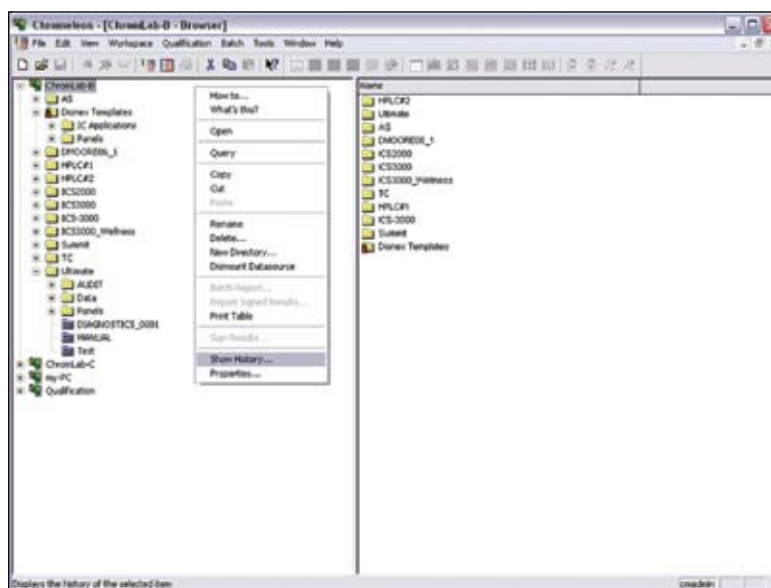 Chromeleon - [ChromLab-B - Browser]
File Edit View Workspace Qualification Batch Tools Window Help
ChromLab-B
AS
Dionex Templates
IC Applications
Panels
DMOORE06_1
HPLC#1
HPLC#2
ICS2000
ICS3000
ICS-3000
ICS3000_Wellness
Summit
TC
Ultimate
AUDIT
Data
Panels
DIAGNOSTICS_0001
MANUAL
Test
ChromLab-C
my-PC
Qualification
How to...
What's this?
Open
Query
Copy
Cut
Paste
Rename
Delete...
New Directory...
Dismount Datasource
Batch Report...
Report Signed Results...
Print Table
Sign Results...
Show History...
Properties...
Name
HPLC#2
Ultimate
AS
DMOORE06_1
ICS2000
ICS3000
ICS3000_Wellness
TC
HPLC#1
ICS-3000
Summit
Dionex Templates
Displays the history of the selected item
cmadmin